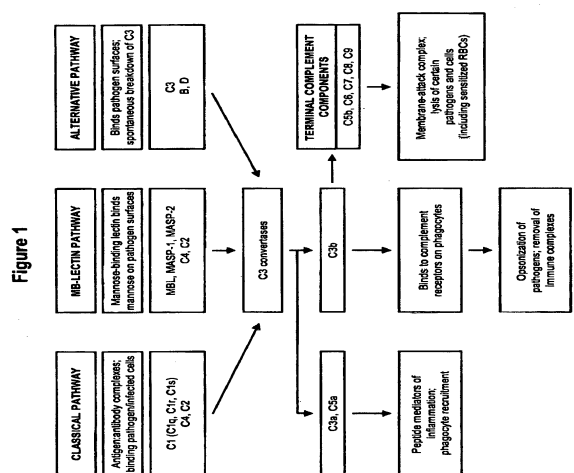 Figure 1
CLASSICAL PATHWAY
Antigen:antibody complexes;
binding pathogen/infected cells
C1 (C1q, C1r, C1s)
C4, C2
MB-LECTIN PATHWAY
Mannose-binding lectin binds
mannose on pathogen surfaces
MBL, MASP-1, MASP-2
C4, C2
ALTERNATIVE PATHWAY
Binds pathogen surfaces;
spontaneous breakdown of C3
C3
B, D
C3 convertases
C3a, C5a
C3b
TERMINAL COMPLEMENT
COMPONENTS
C5b, C6, C7, C8, C9
Peptide mediators of
inflammation;
phagocyte recruitment
Binds to complement
receptors on phagocytes
Membrane-attack complex;
lysis of certain
pathogens and cells
(including sensitized RBCs)
Opsonization of
pathogens; removal of
immune complexes